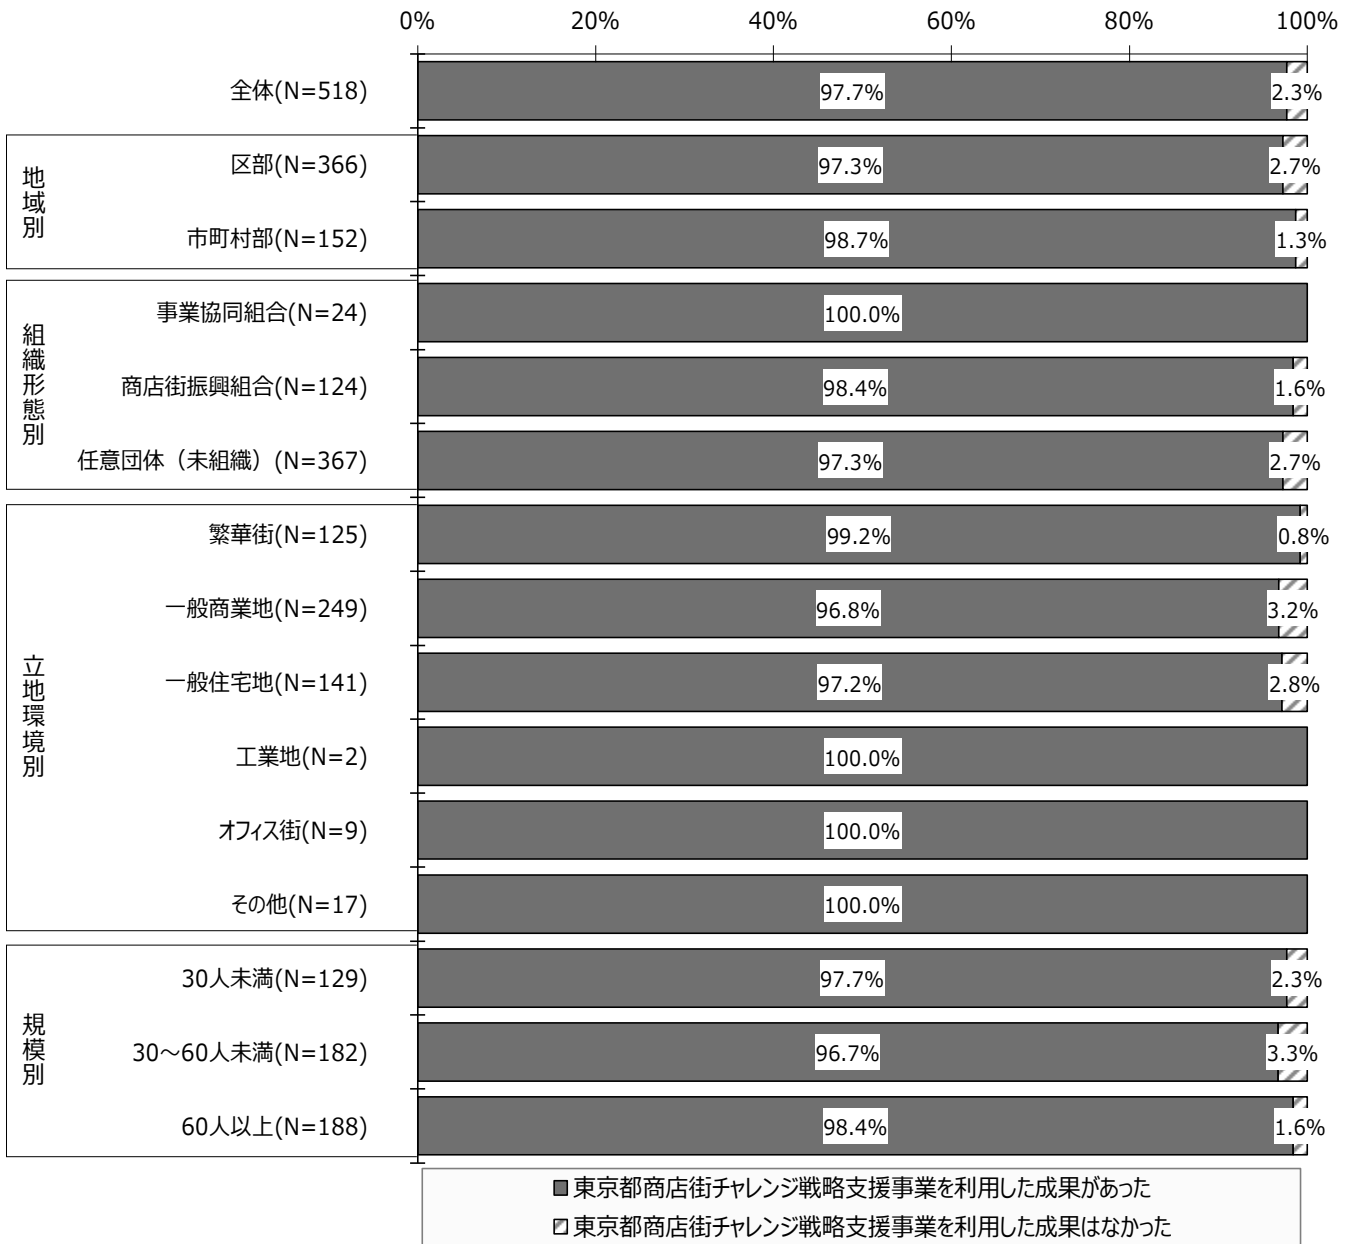 0% 20% 40% 60% 80% 100%
全体(N=518) 97.7% 2.3%
地域別
区部(N=366) 97.3% 2.7%
市町村部(N=152) 98.7% 1.3%
組織形態別
事業協同組合(N=24) 100.0%
商店街振興組合(N=124) 98.4% 1.6%
任意団体（未組織）(N=367) 97.3% 2.7%
立地環境別
繁華街(N=125) 99.2% 0.8%
一般商業地(N=249) 96.8% 3.2%
一般住宅地(N=141) 97.2% 2.8%
工業地(N=2) 100.0%
オフィス街(N=9) 100.0%
その他(N=17) 100.0%
規模別
30人未満(N=129) 97.7% 2.3%
30～60人未満(N=182) 96.7% 3.3%
60人以上(N=188) 98.4% 1.6%
東京都商店街チャレンジ戦略支援事業を利用した成果があった
東京都商店街チャレンジ戦略支援事業を利用した成果はなかった